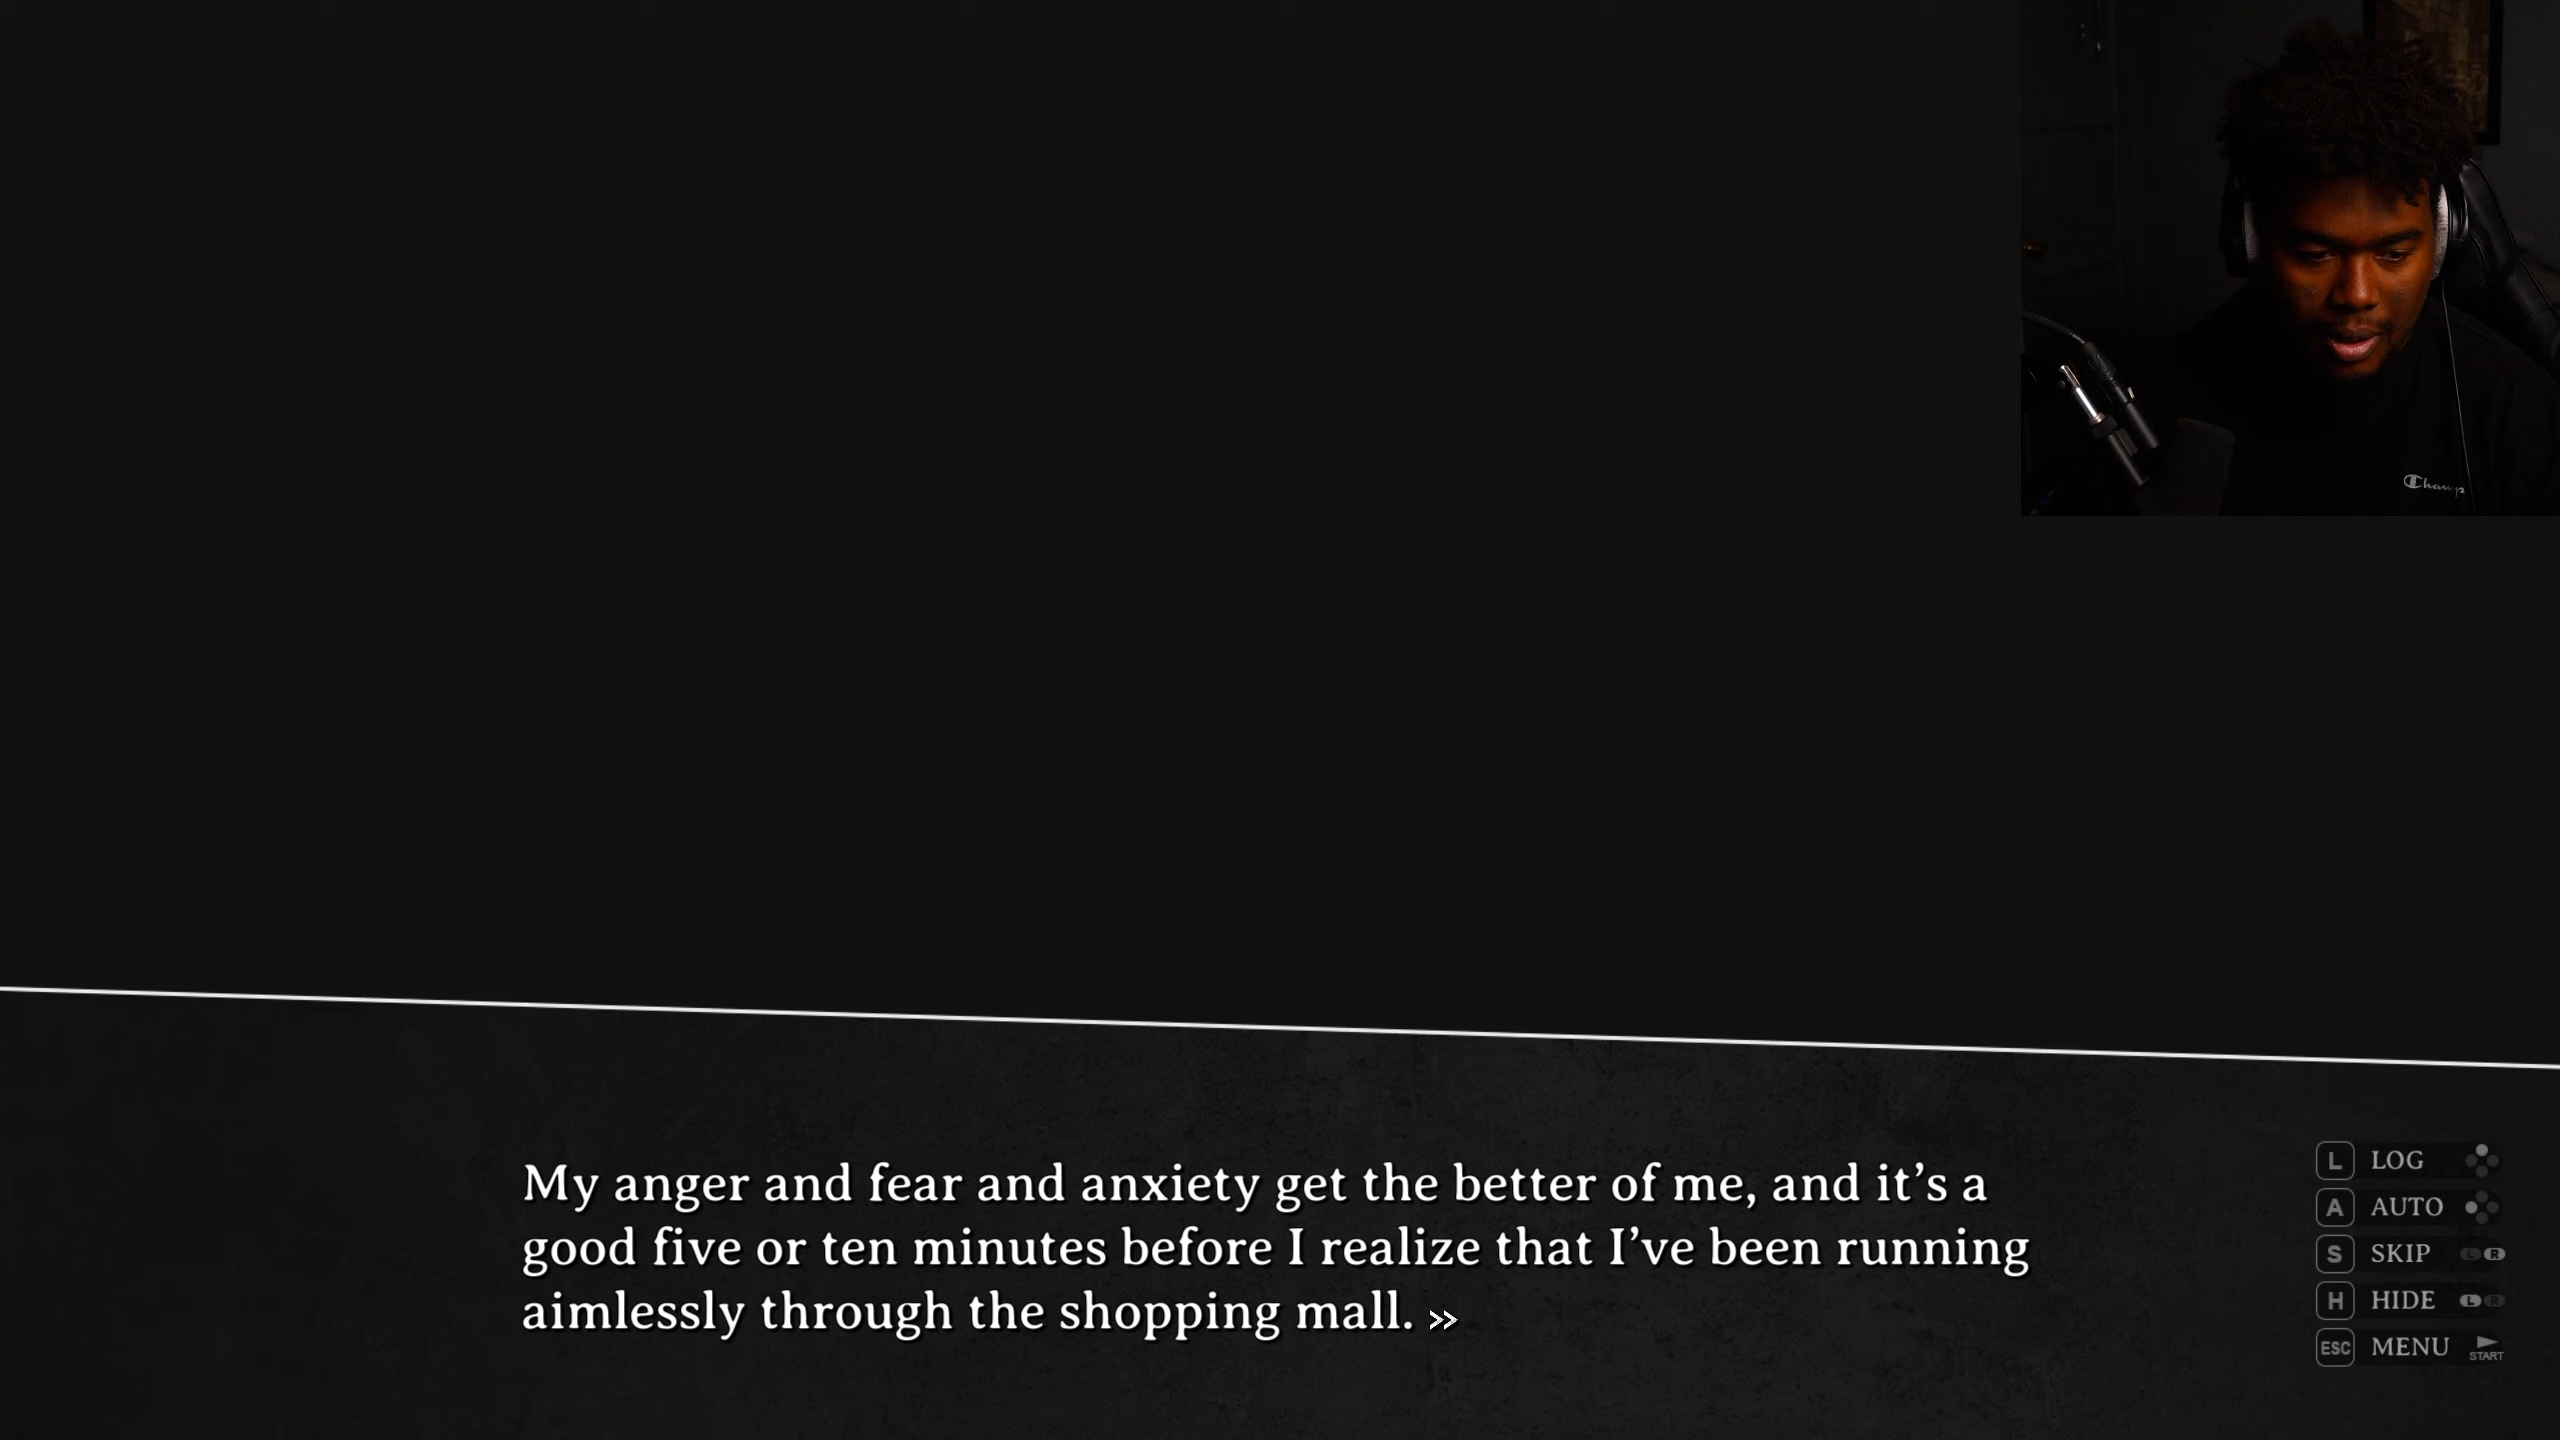 Champ
My anger and fear and anxiety get the better of me, and it’s a
good five or ten minutes before I realize that I’ve been running
aimlessly through the shopping mall. »
L LOG
A AUTO
S SKIP L R
H HIDE L R
ESC MENU START